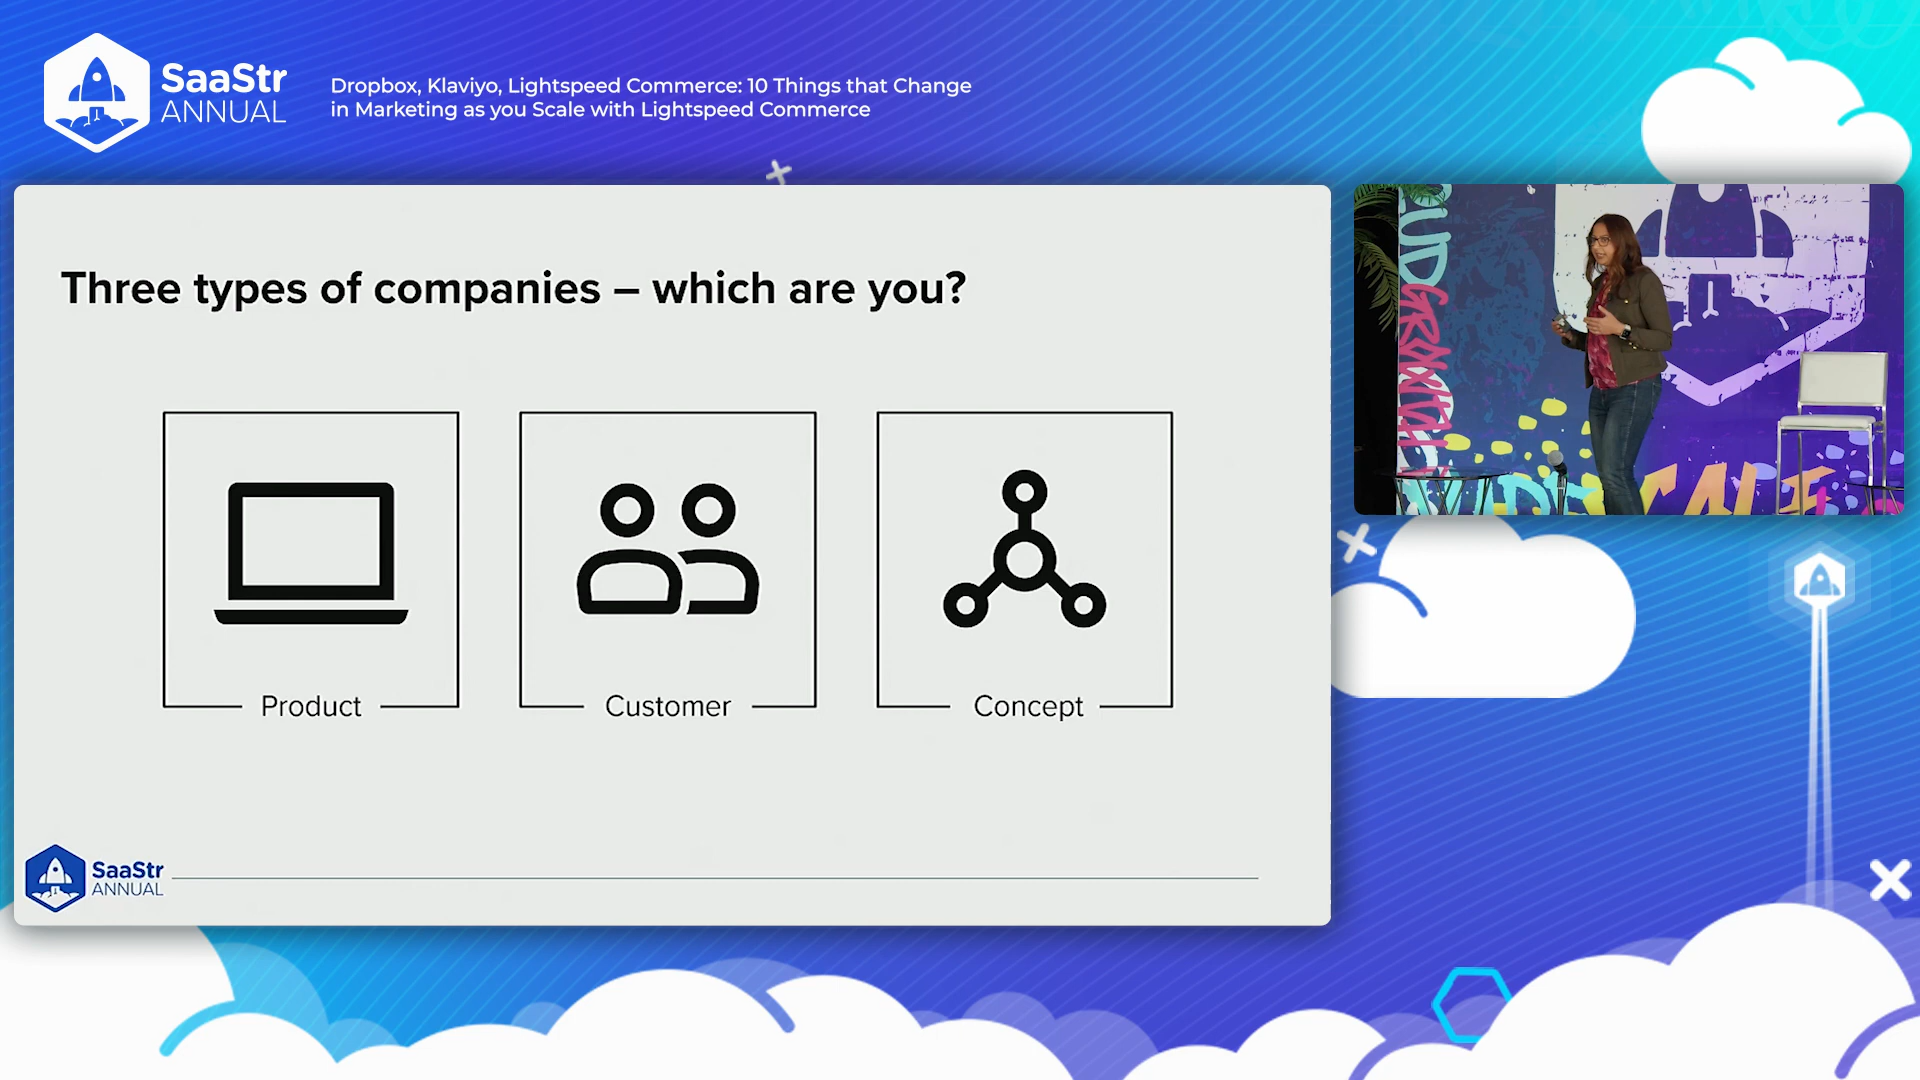 SaaStr
ANNUAL
Dropbox, Klaviyo, Lightspeed Commerce: 10 Things that Change
in Marketing as you Scale with Lightspeed Commerce
Three types of companies – which are you?
Product
Customer
Concept
SaaStr
ANNUAL